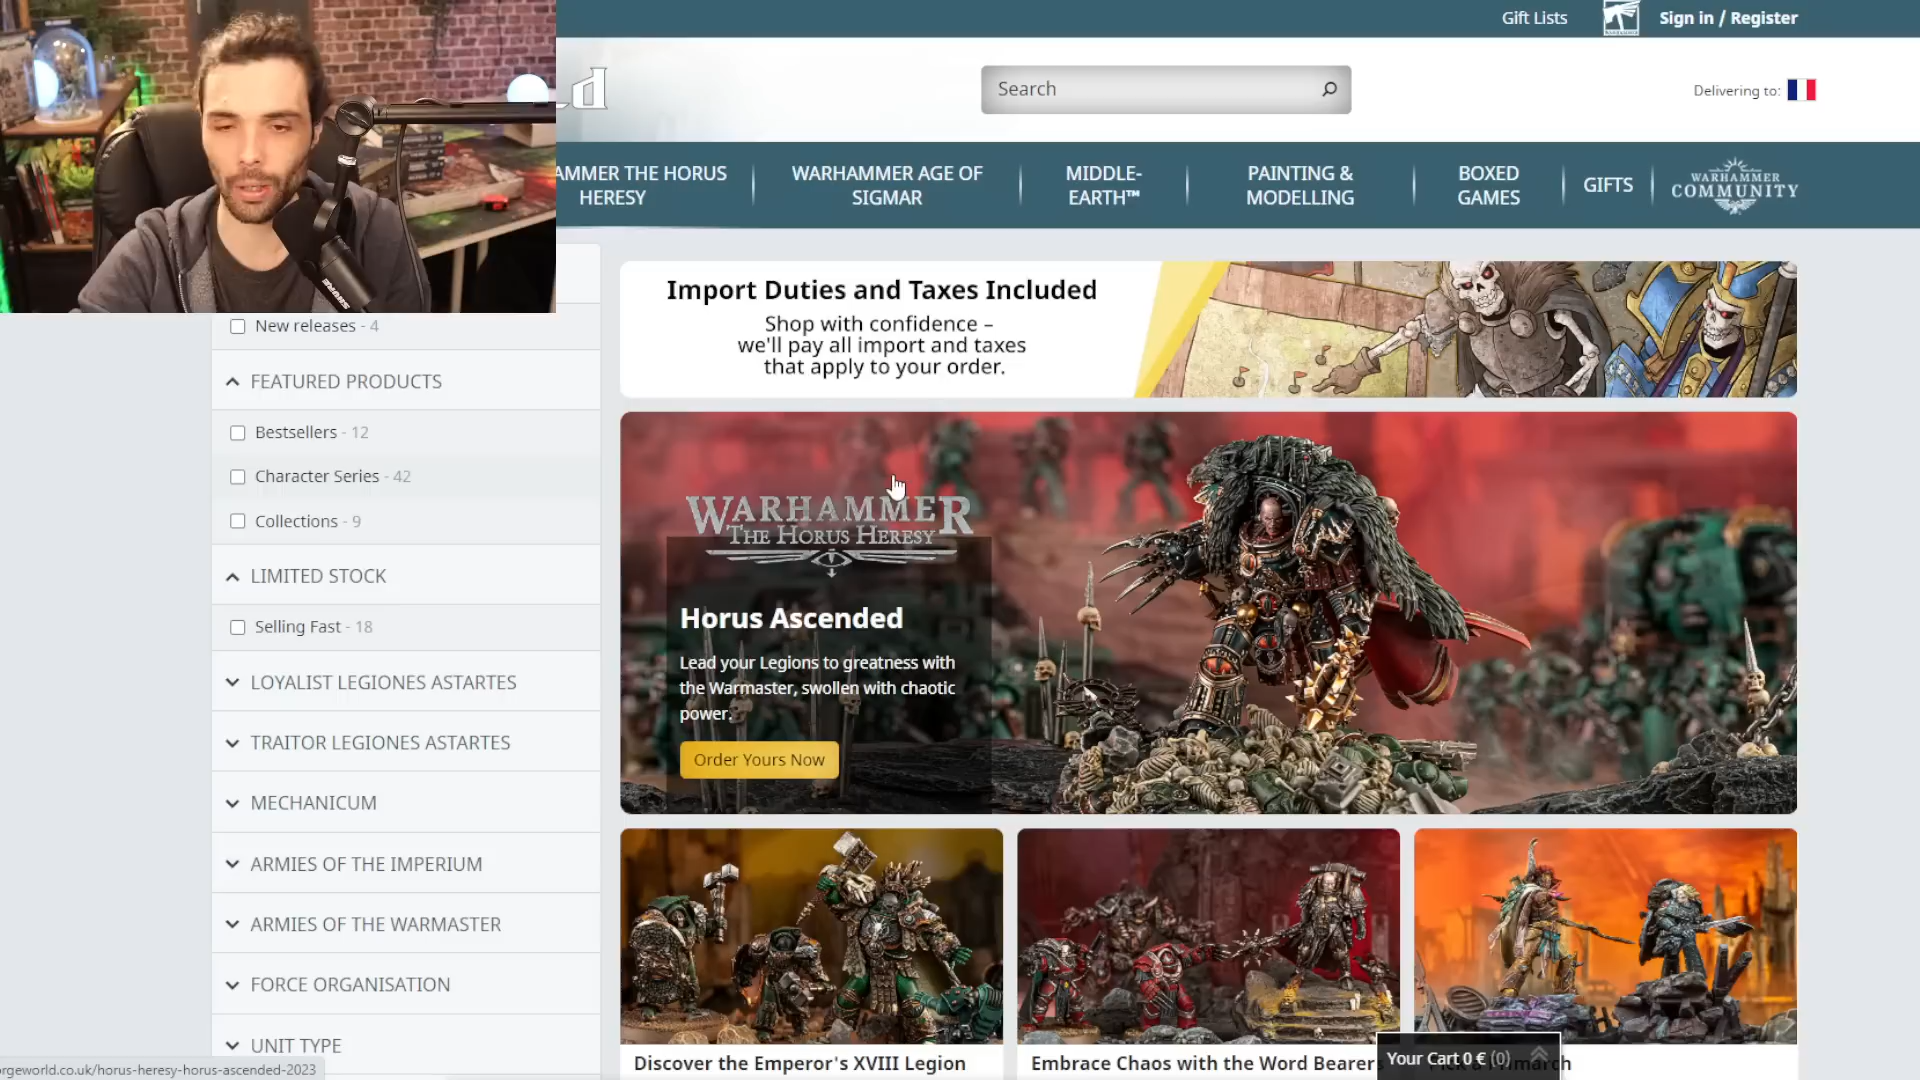 Gift Lists
Sign in / Register
ld
Search
Delivering to:
AMMER THE HORUS
HERESY
WARHAMMER AGE OF
SIGMAR
MIDDLE-
EARTH™
PAINTING &
MODELLING
BOXED
GAMES
GIFTS
WARHAMMER
COMMUNITY
SHURE
New releases - 4
FEATURED PRODUCTS
Bestsellers - 12
Character Series - 42
Collections - 9
LIMITED STOCK
Selling Fast - 18
LOYALIST LEGIONES ASTARTES
TRAITOR LEGIONES ASTARTES
MECHANICUM
ARMIES OF THE IMPERIUM
ARMIES OF THE WARMASTER
FORCE ORGANISATION
UNIT TYPE
orgeworld.co.uk/horus-heresy-horus-ascended-2023
Import Duties and Taxes Included
Shop with confidence –
we'll pay all import and taxes
that apply to your order.
WARHAMMER
THE HORUS HERESY
Horus Ascended
Lead your Legions to greatness with
the Warmaster, swollen with chaotic
power.
Order Yours Now
Discover the Emperor's XVIII Legion
Embrace Chaos with the Word Bearers
Your Cart 0 € (0)